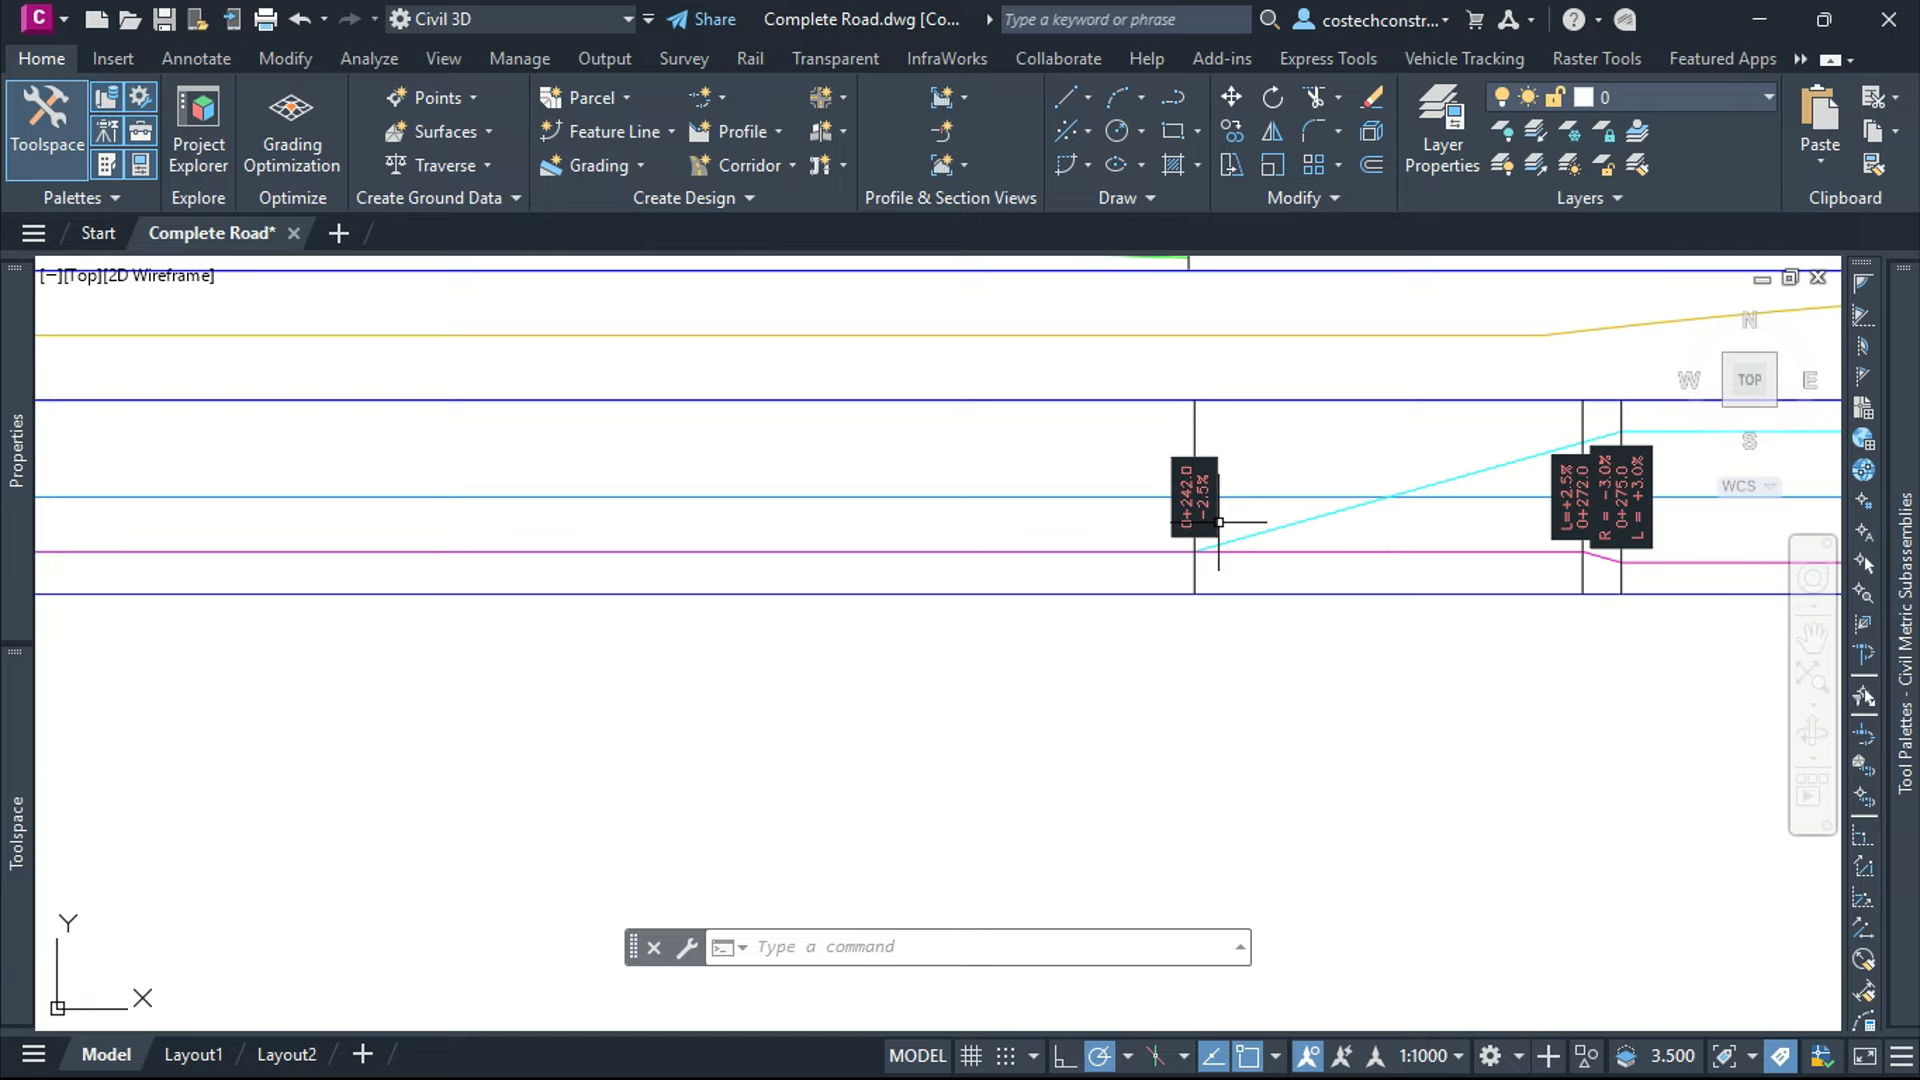 C Civil 3D Share Complete Road.dwg [Co... Type a keyword or phrase costechconstr...
Home Insert Annotate Modify Analyze View Manage Output Survey Rail Transparent InfraWorks Collaborate Help Add-ins Express Tools Vehicle Tracking Raster Tools Featured Apps
Toolspace
Project Explorer
Grading Optimization
Points
Surfaces
Traverse
Parcel
Feature Line
Grading
Profile
Corridor
Layer Properties
0
Paste
Palettes Explore Optimize Create Ground Data Create Design Profile & Section Views Draw Modify Layers Clipboard
Start Complete Road*
[−][Top][2D Wireframe]
N
W TOP E
S
WCS
Properties
Toolspace
Tool Palettes - Civil Metric Subassemblies
0+242.0
-2.5%
L=+2.5%
0+272.0
R = -3.0%
0+275.0
L = +3.0%
Y
X
Type a command
Model Layout1 Layout2 MODEL 1:1000 3.500